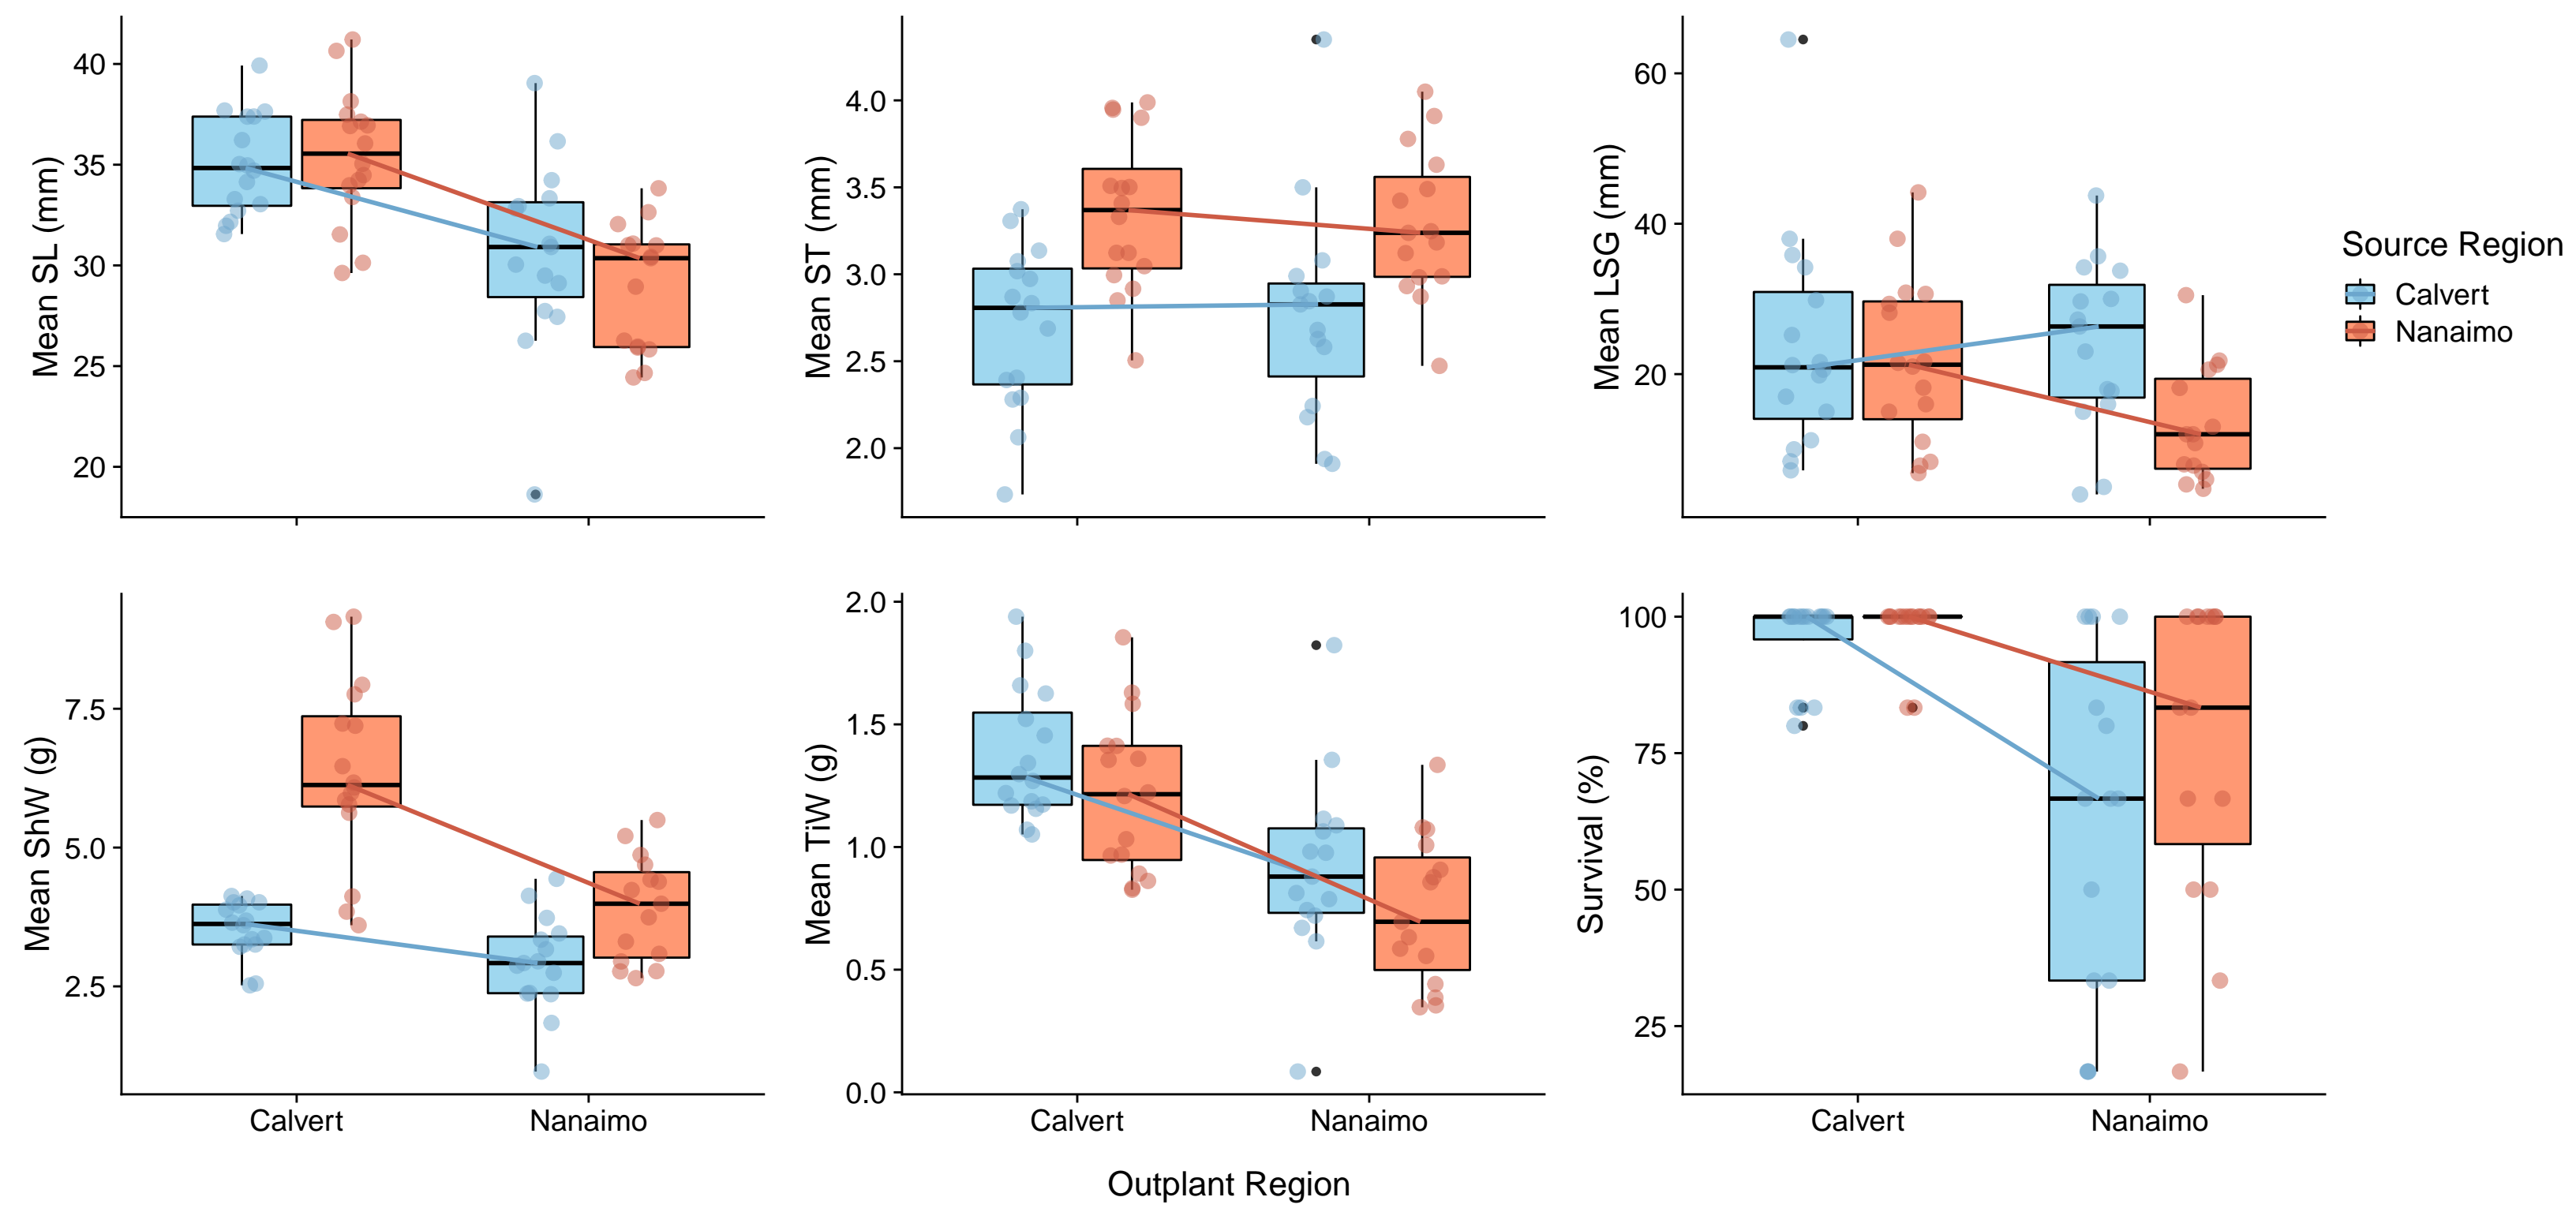 Mean SL (mm)
40
35
30
25
20
Mean ST (mm)
4.0
3.5
3.0
2.5
2.0
Mean LSG (mm)
60
40
20
Source Region
Calvert
Nanaimo
Mean ShW (g)
7.5
5.0
2.5
Calvert
Nanaimo
Mean TiW (g)
2.0
1.5
1.0
0.5
0.0
Calvert
Nanaimo
Survival (%)
100
75
50
25
Calvert
Nanaimo
Outplant Region